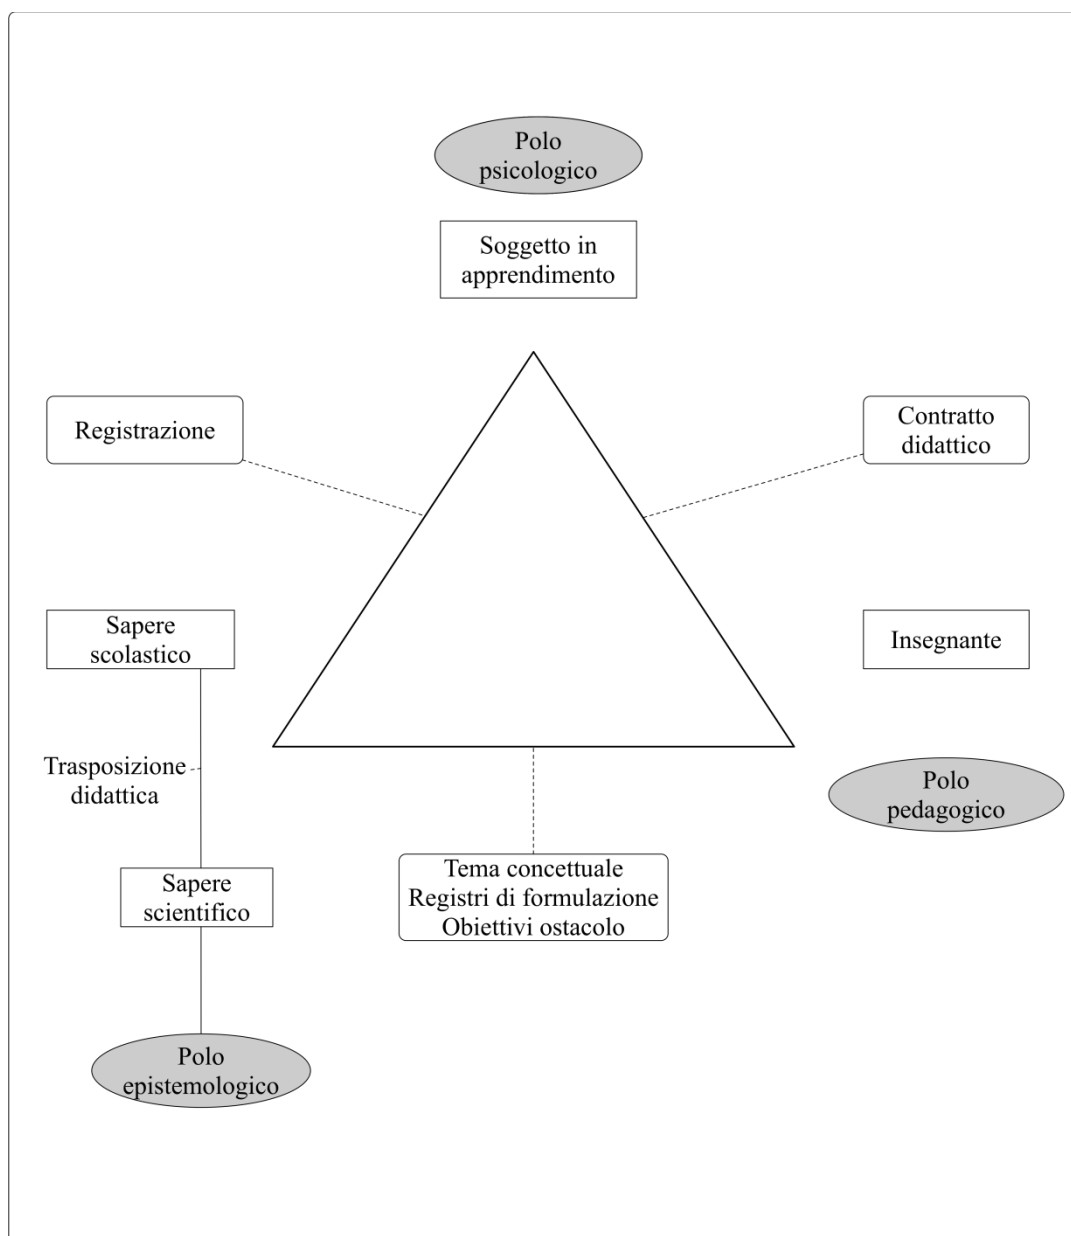 Polo
psicologico
Soggetto in
apprendimento
Registrazione
Contratto
didattico
Sapere
scolastico
Insegnante
Trasposizione
didattica
Polo
pedagogico
Tema concettuale
Registri di formulazione
Obiettivi ostacolo
Sapere
scientifico
Polo
epistemologico